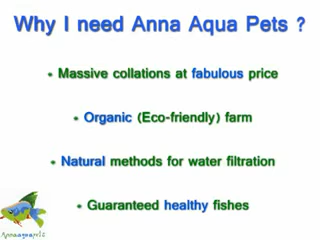 Why I need Anna Aqua Pets ?
• Massive collations at fabulous price
• Organic (Eco-friendly) farm
• Natural methods for water filtration
• Guaranteed healthy fishes
Annaaquapets